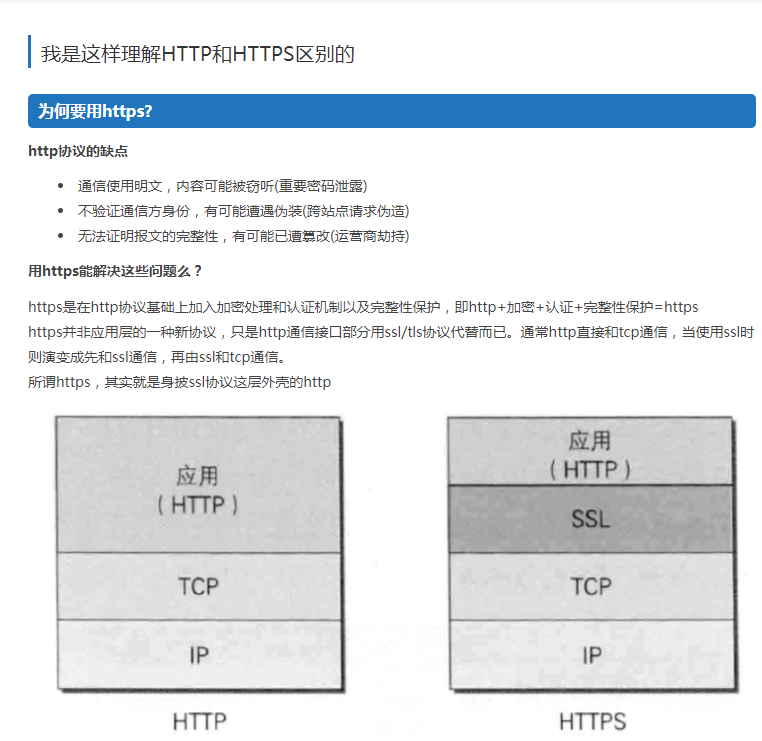 我是这样理解HTTP和HTTPS区别的
为何要用https?
http协议的缺点
通信使用明文，内容可能被窃听(重要密码泄露)
不验证通信方身份，有可能遭遇伪装(跨站点请求伪造)
无法证明报文的完整性，有可能已遭篡改(运营商劫持)
用https能解决这些问题么？
https是在http协议基础上加入加密处理和认证机制以及完整性保护，即http+加密+认证+完整性保护=https
https并非应用层的一种新协议，只是http通信接口部分用ssl/tls协议代替而已。通常http直接和tcp通信，当使用ssl时
则演变成先和ssl通信，再由ssl和tcp通信。
所谓https，其实就是身披ssl协议这层外壳的http
应用
（HTTP）
TCP
IP
HTTP
应用
（HTTP）
SSL
TCP
IP
HTTPS